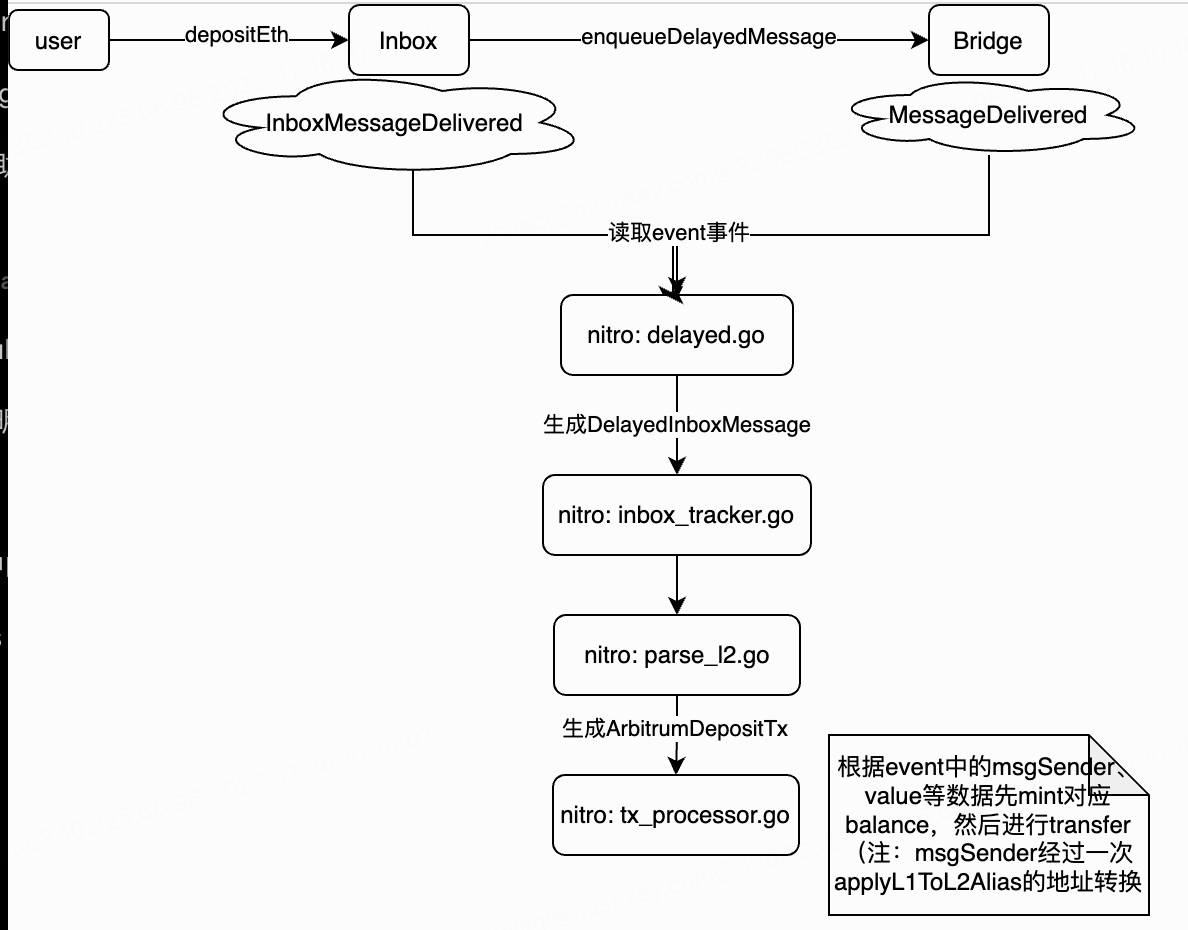 user
depositEth
Inbox
enqueueDelayedMessage
Bridge
InboxMessageDelivered
MessageDelivered
读取event事件
nitro: delayed.go
生成DelayedInboxMessage
nitro: inbox_tracker.go
nitro: parse_l2.go
生成ArbitrumDepositTx
nitro: tx_processor.go
根据event中的msgSender、
value等数据先mint对应
balance，然后进行transfer
（注：msgSender经过一次
applyL1ToL2Alias的地址转换